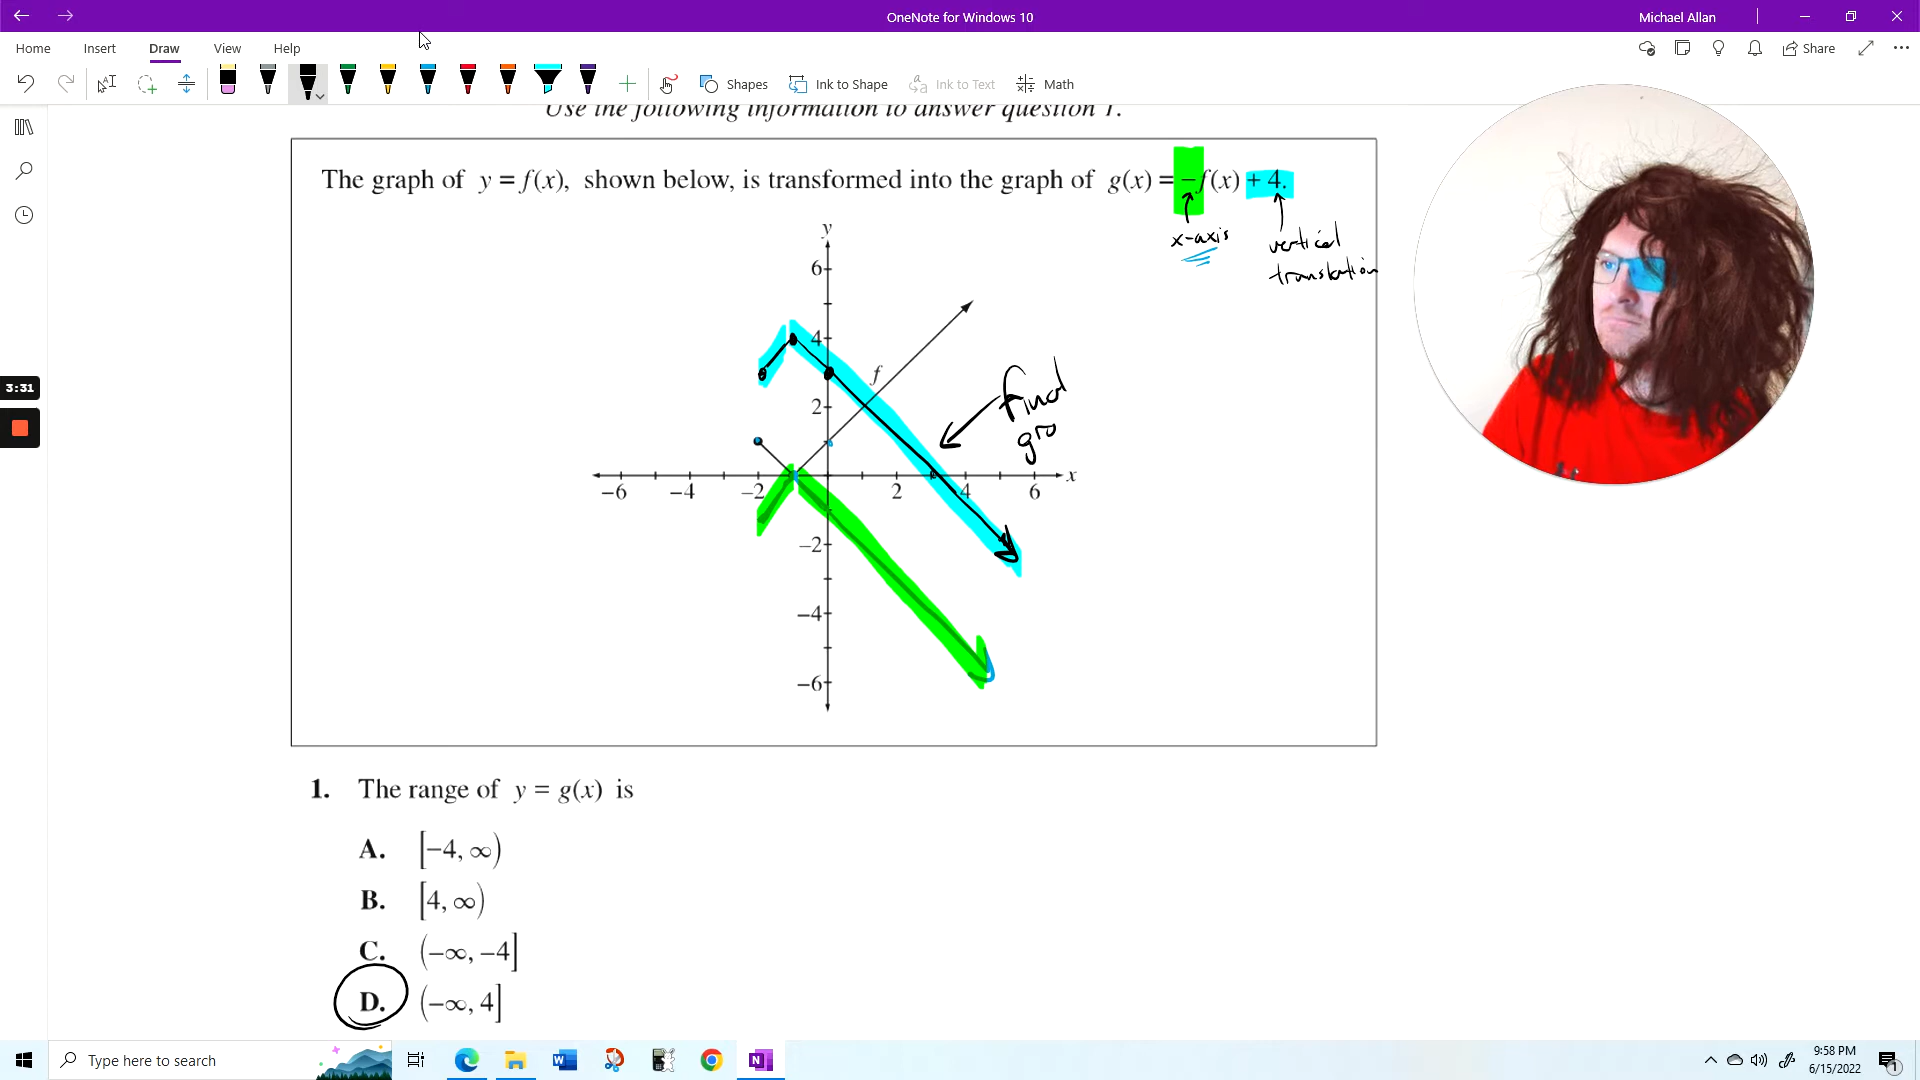 OneNote for Windows 10
Michael Allan
Home Insert Draw View Help
Share
Shapes Ink to Shape Ink to Text Math
Use the following information to answer question 1.
The graph of y = f(x), shown below, is transformed into the graph of g(x) = −f(x) + 4.
x-axis
vertical
translation
y
6
4
2
f
final
gro
-6 -4 -2 2 4 6 x
-2
-4
-6
3:31
1. The range of y = g(x) is
A. [−4, ∞)
B. [4, ∞)
C. (−∞, −4]
D. (−∞, 4]
Type here to search
9:58 PM
6/15/2022
1